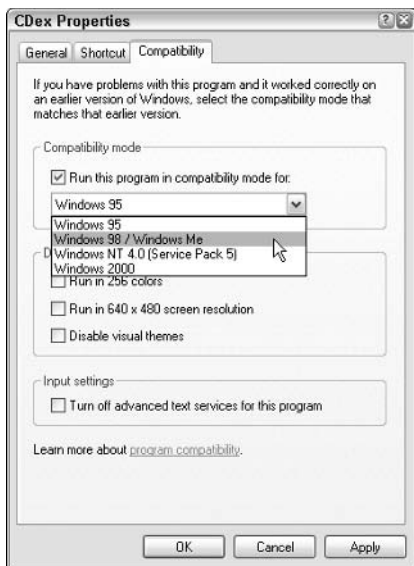 CDex Properties
General
Shortcut
Compatibility
If you have problems with this program and it worked correctly on
an earlier version of Windows, select the compatibility mode that
matches that earlier version.
Compatibility mode
Run this program in compatibility mode for:
Windows 95
Windows 95
Windows 98 / Windows Me
Windows NT 4.0 (Service Pack 5)
Windows 2000
D
Run in 256 colors
Run in 640 x 480 screen resolution
Disable visual themes
Input settings
Turn off advanced text services for this program
Learn more about program compatibility.
OK
Cancel
Apply